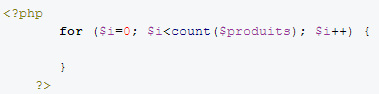 <?php
for ($i=0; $i<count($produits); $i++) {
}
?>